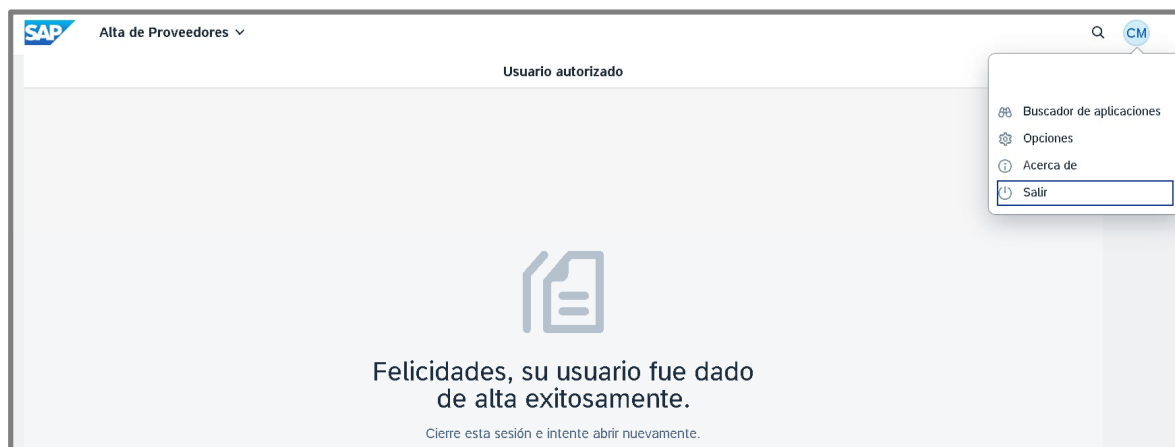 SAP
Alta de Proveedores
CM
Usuario autorizado
Buscador de aplicaciones
Opciones
Acerca de
Salir
Felicidades, su usuario fue dado
de alta exitosamente.
Cierre esta sesión e intente abrir nuevamente.